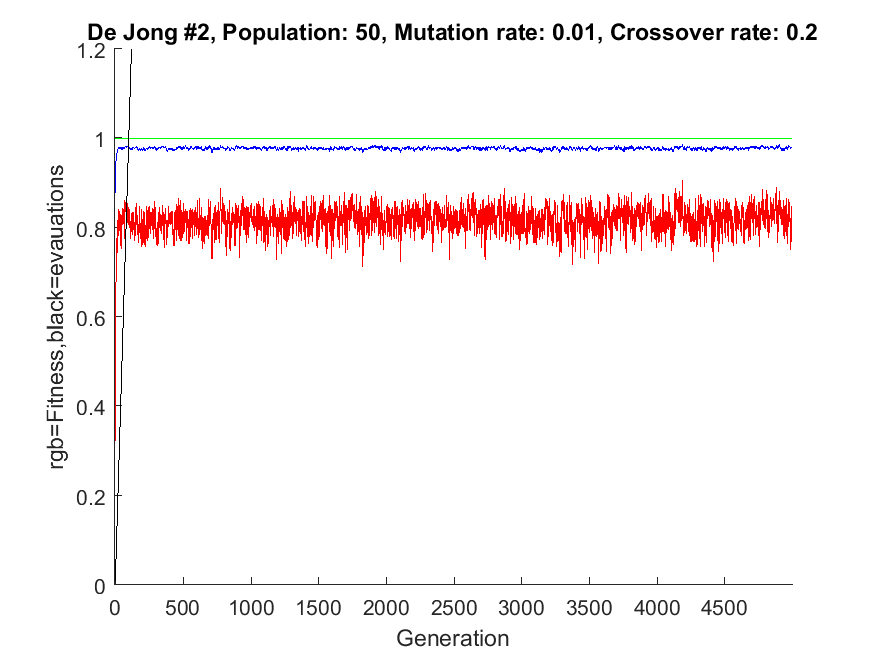 De Jong #2, Population: 50, Mutation rate: 0.01, Crossover rate: 0.2
1.2
1
0.8
0.6
0.4
0.2
0
rgb=Fitness,black=evauations
0 500 1000 1500 2000 2500 3000 3500 4000 4500
Generation